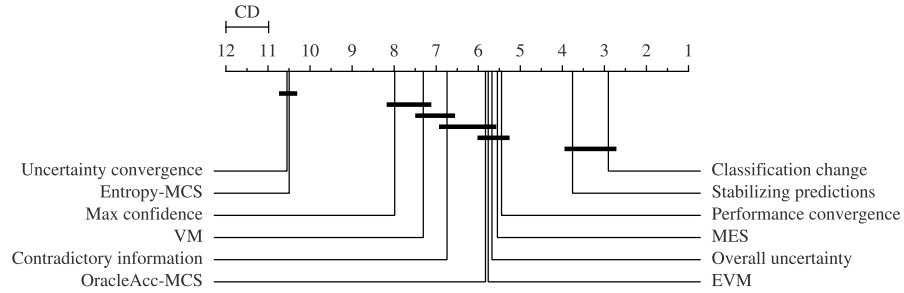 CD
12 11 10 9 8 7 6 5 4 3 2 1
Uncertainty convergence
Entropy-MCS
Max confidence
VM
Contradictory information
OracleAcc-MCS
Classification change
Stabilizing predictions
Performance convergence
MES
Overall uncertainty
EVM